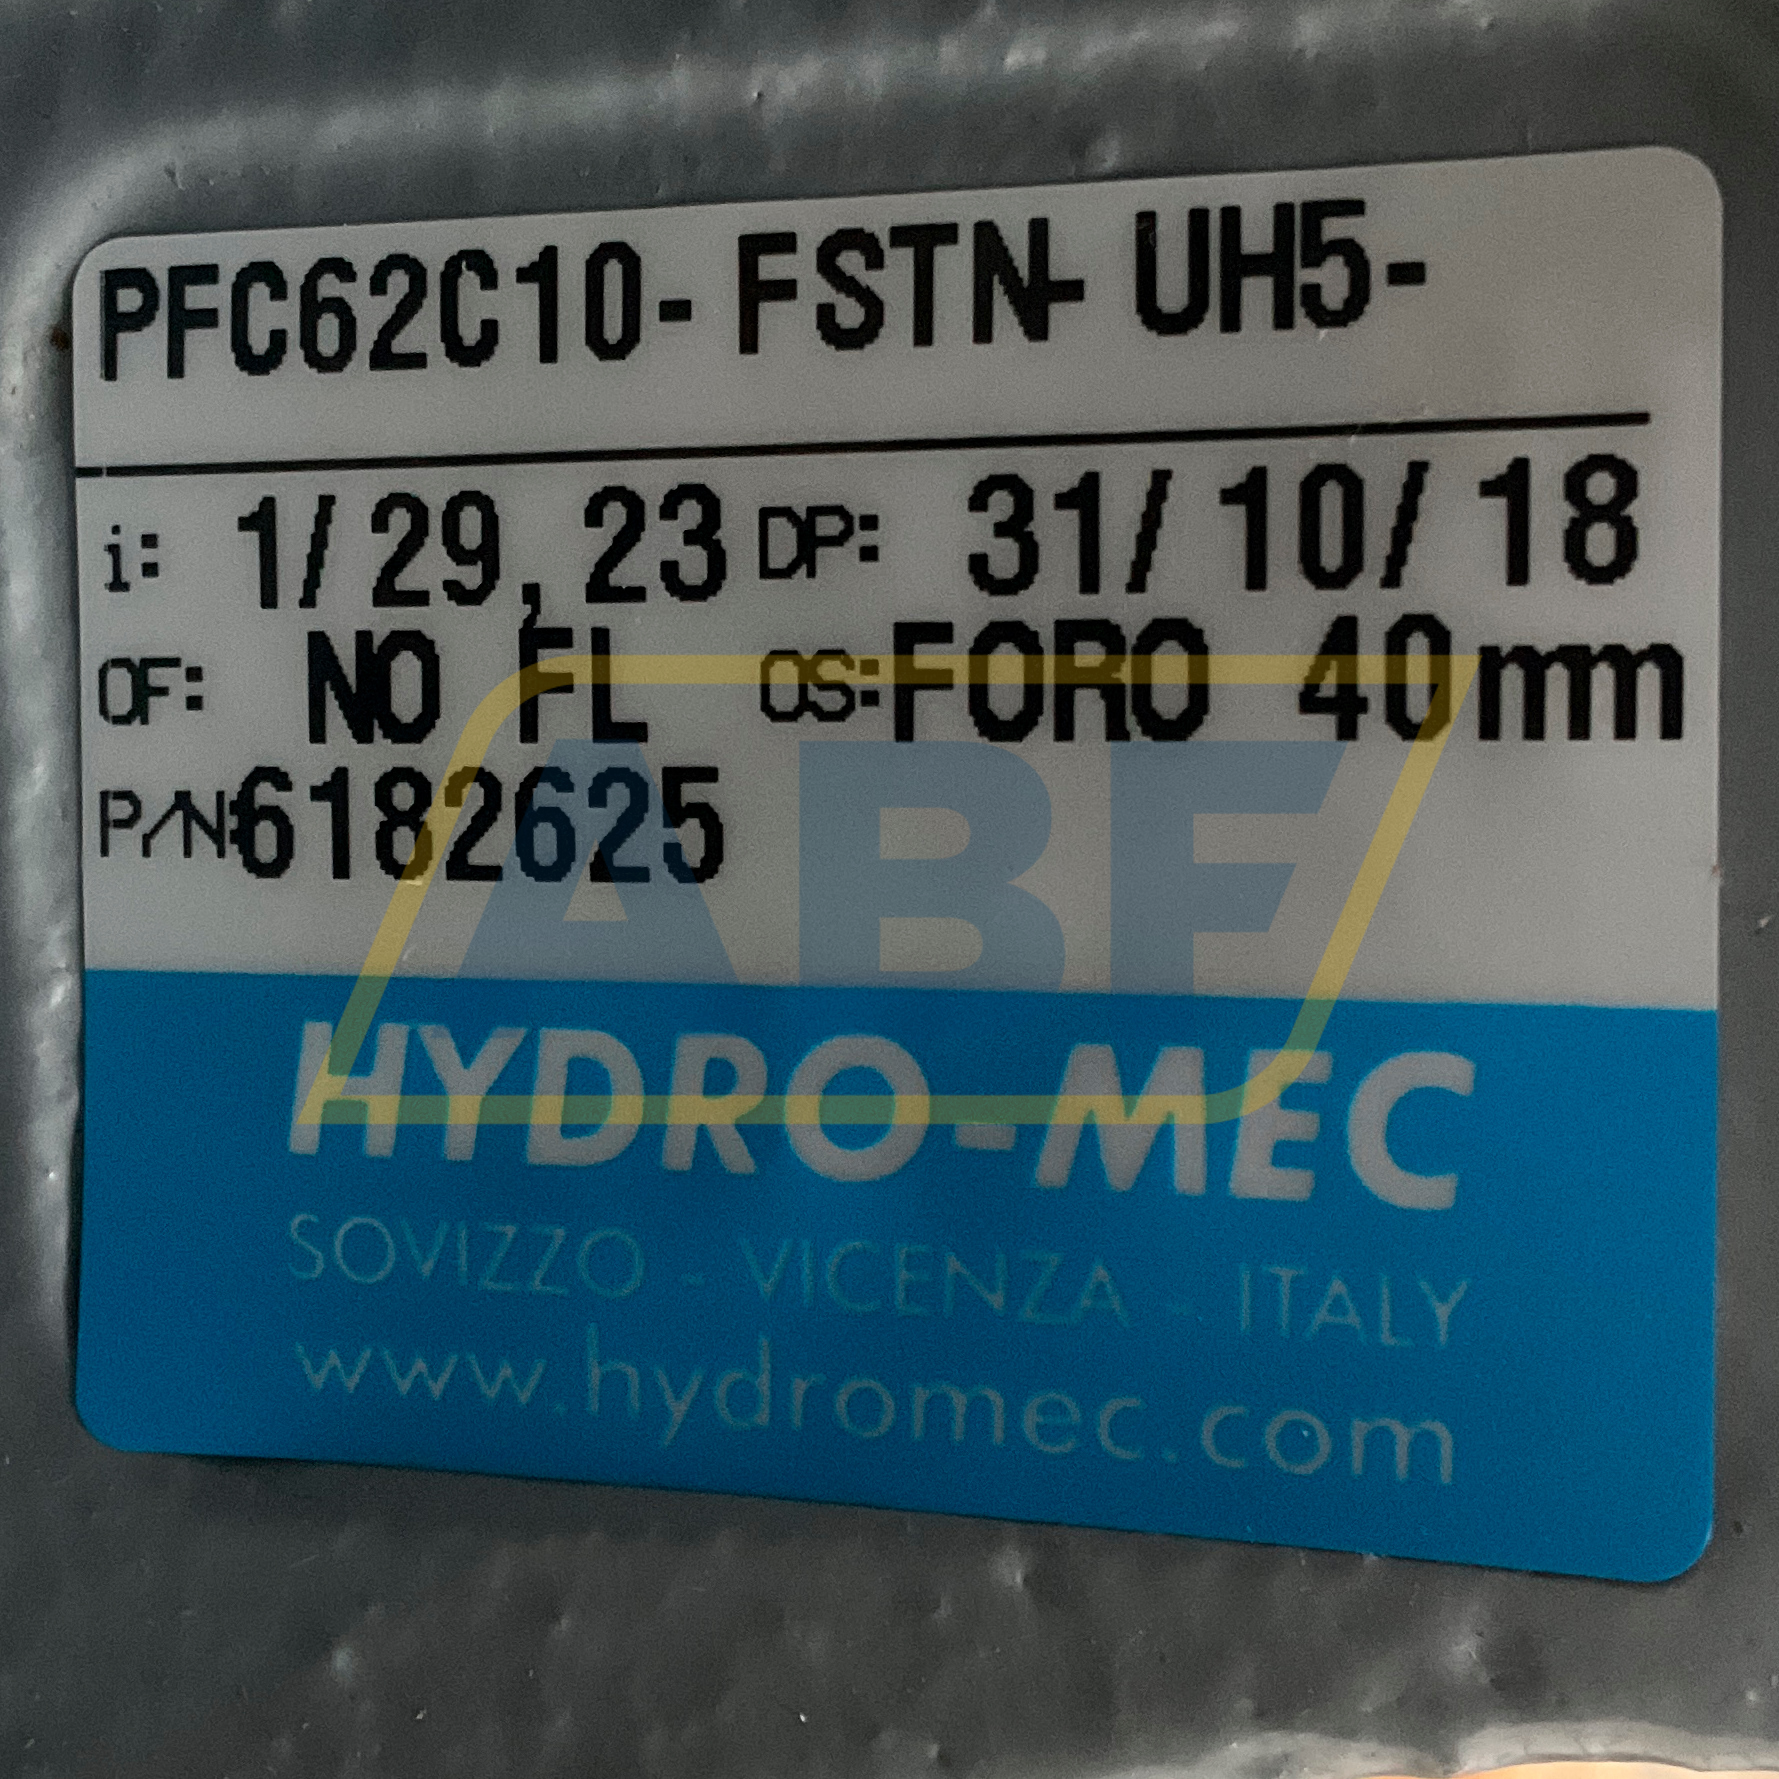 PFC62C10-FSTN-UH5-
i: 1/29,23 DP: 31/10/18
OF: NO FL OS: FORO 40mm
P/N:6182625
ABF
HYDRO-MEC
SOVIZZO - VICENZA - ITALY
www.hydromec.com